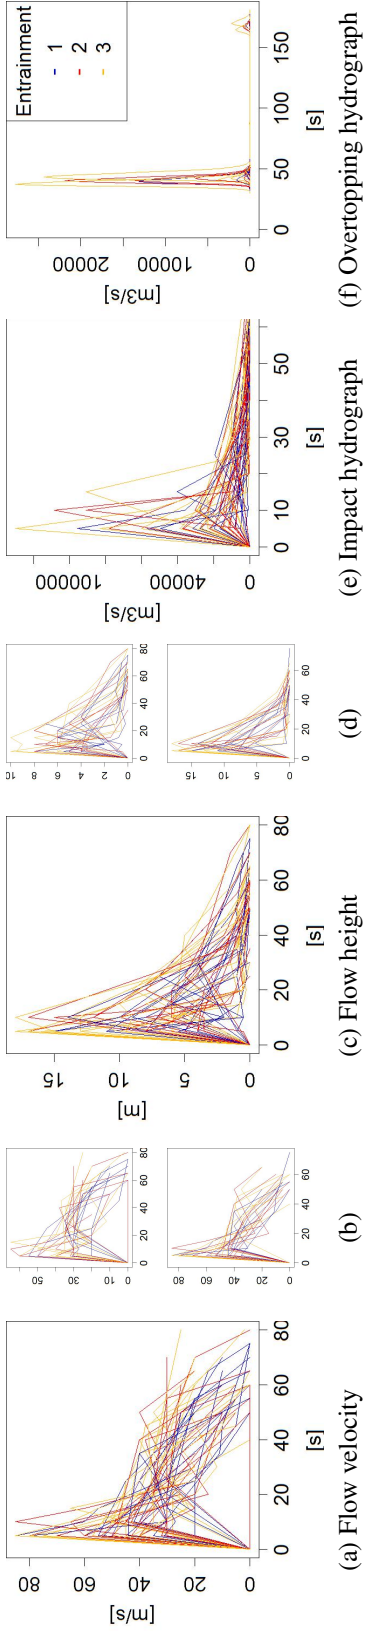 [m/s]
80
60
40
20
0
0 20 40 60 80
[s]
(a) Flow velocity
50
30
10
0
0 20 40 60 80
80
60
40
20
0
0 20 40 60
(b)
[m]
15
10
5
0
0 20 40 60 80
[s]
(c) Flow height
10
8
6
4
2
0
0 20 40 60 80
15
10
5
0
0 20 40 60
(d)
[m3/s]
100000
40000
0
0 10 30 50
[s]
(e) Impact hydrograph
[m3/s]
20000
10000
0
0 50 100 150
[s]
Entrainment
1
2
3
(f) Overtopping hydrograph